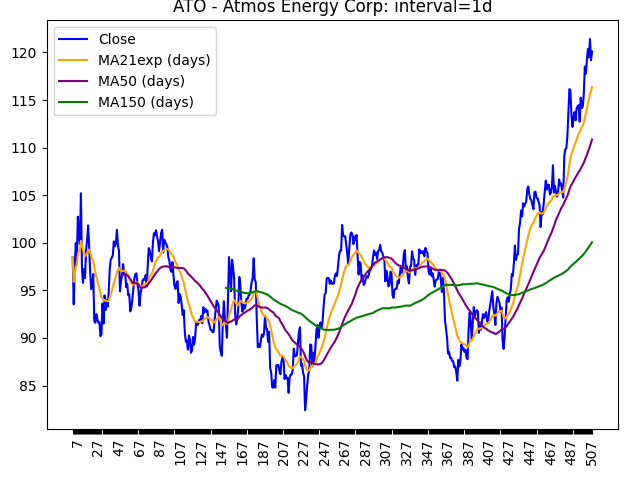 ATO - Atmos Energy Corp: interval=1d
Close
MA21exp (days)
MA50 (days)
MA150 (days)
120
115
110
105
100
95
90
85
7 27 47 67 87 107 127 147 167 187 207 227 247 267 287 307 327 347 367 387 407 427 447 467 487 507